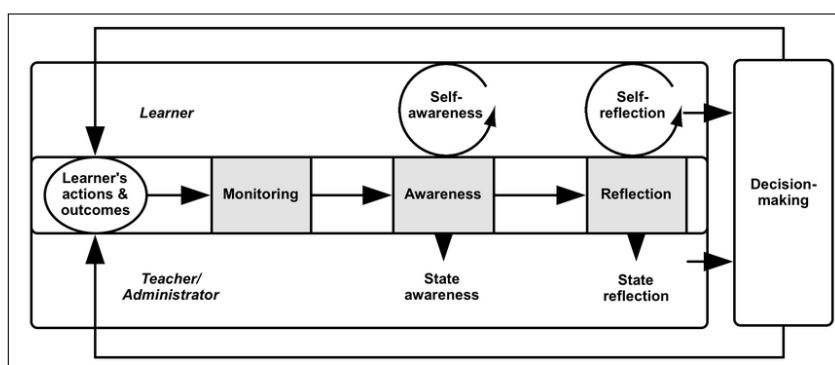 Learner
Self-
awareness
Self-
reflection
Learner's
actions &
outcomes
Monitoring
Awareness
Reflection
Decision-
making
Teacher/
Administrator
State
awareness
State
reflection